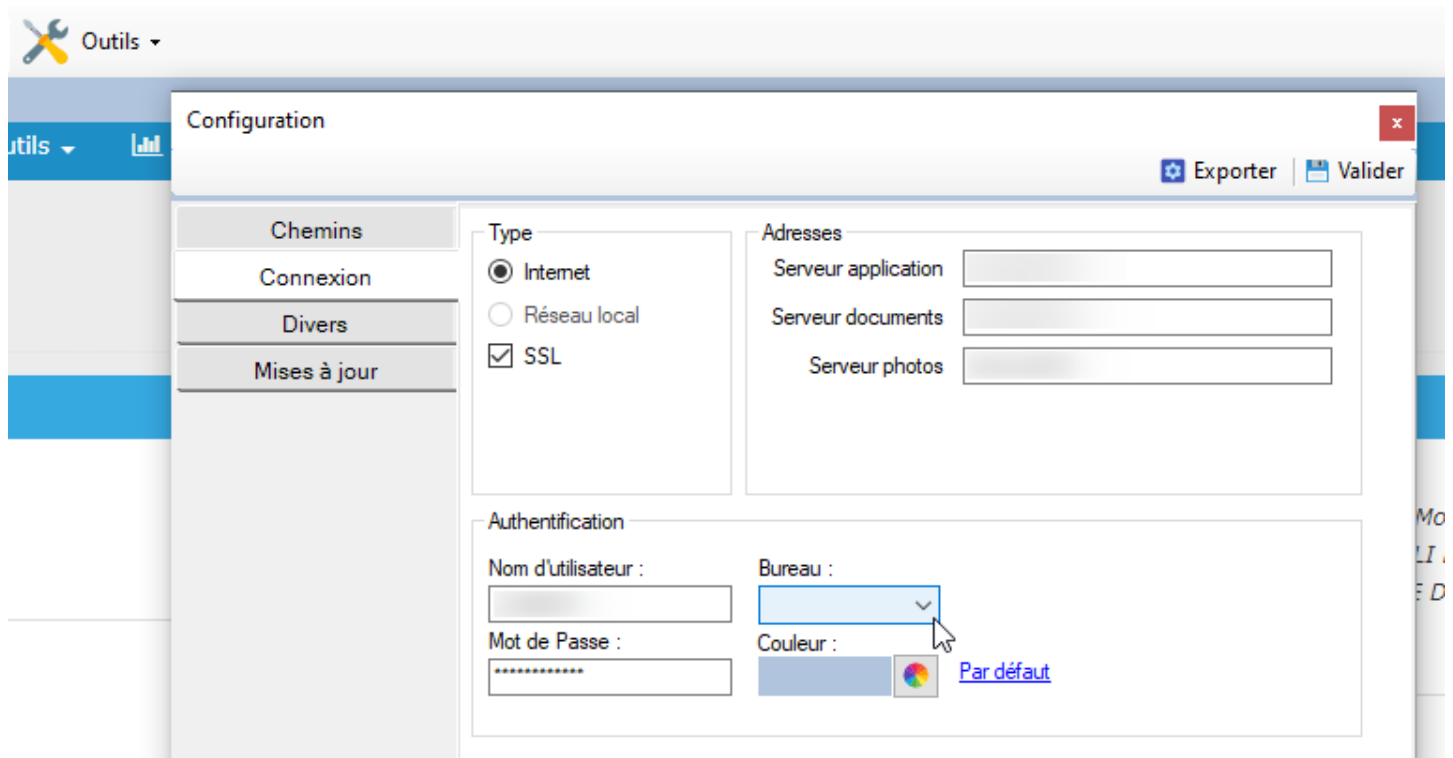 Outils
Configuration
utils
Exporter
Valider
Chemins
Connexion
Divers
Mises à jour
Type
Internet
Réseau local
SSL
Adresses
Serveur application
Serveur documents
Serveur photos
Authentification
Nom d'utilisateur :
Bureau :
Mot de Passe :
************
Couleur :
Par défaut
Mo
LI
E D